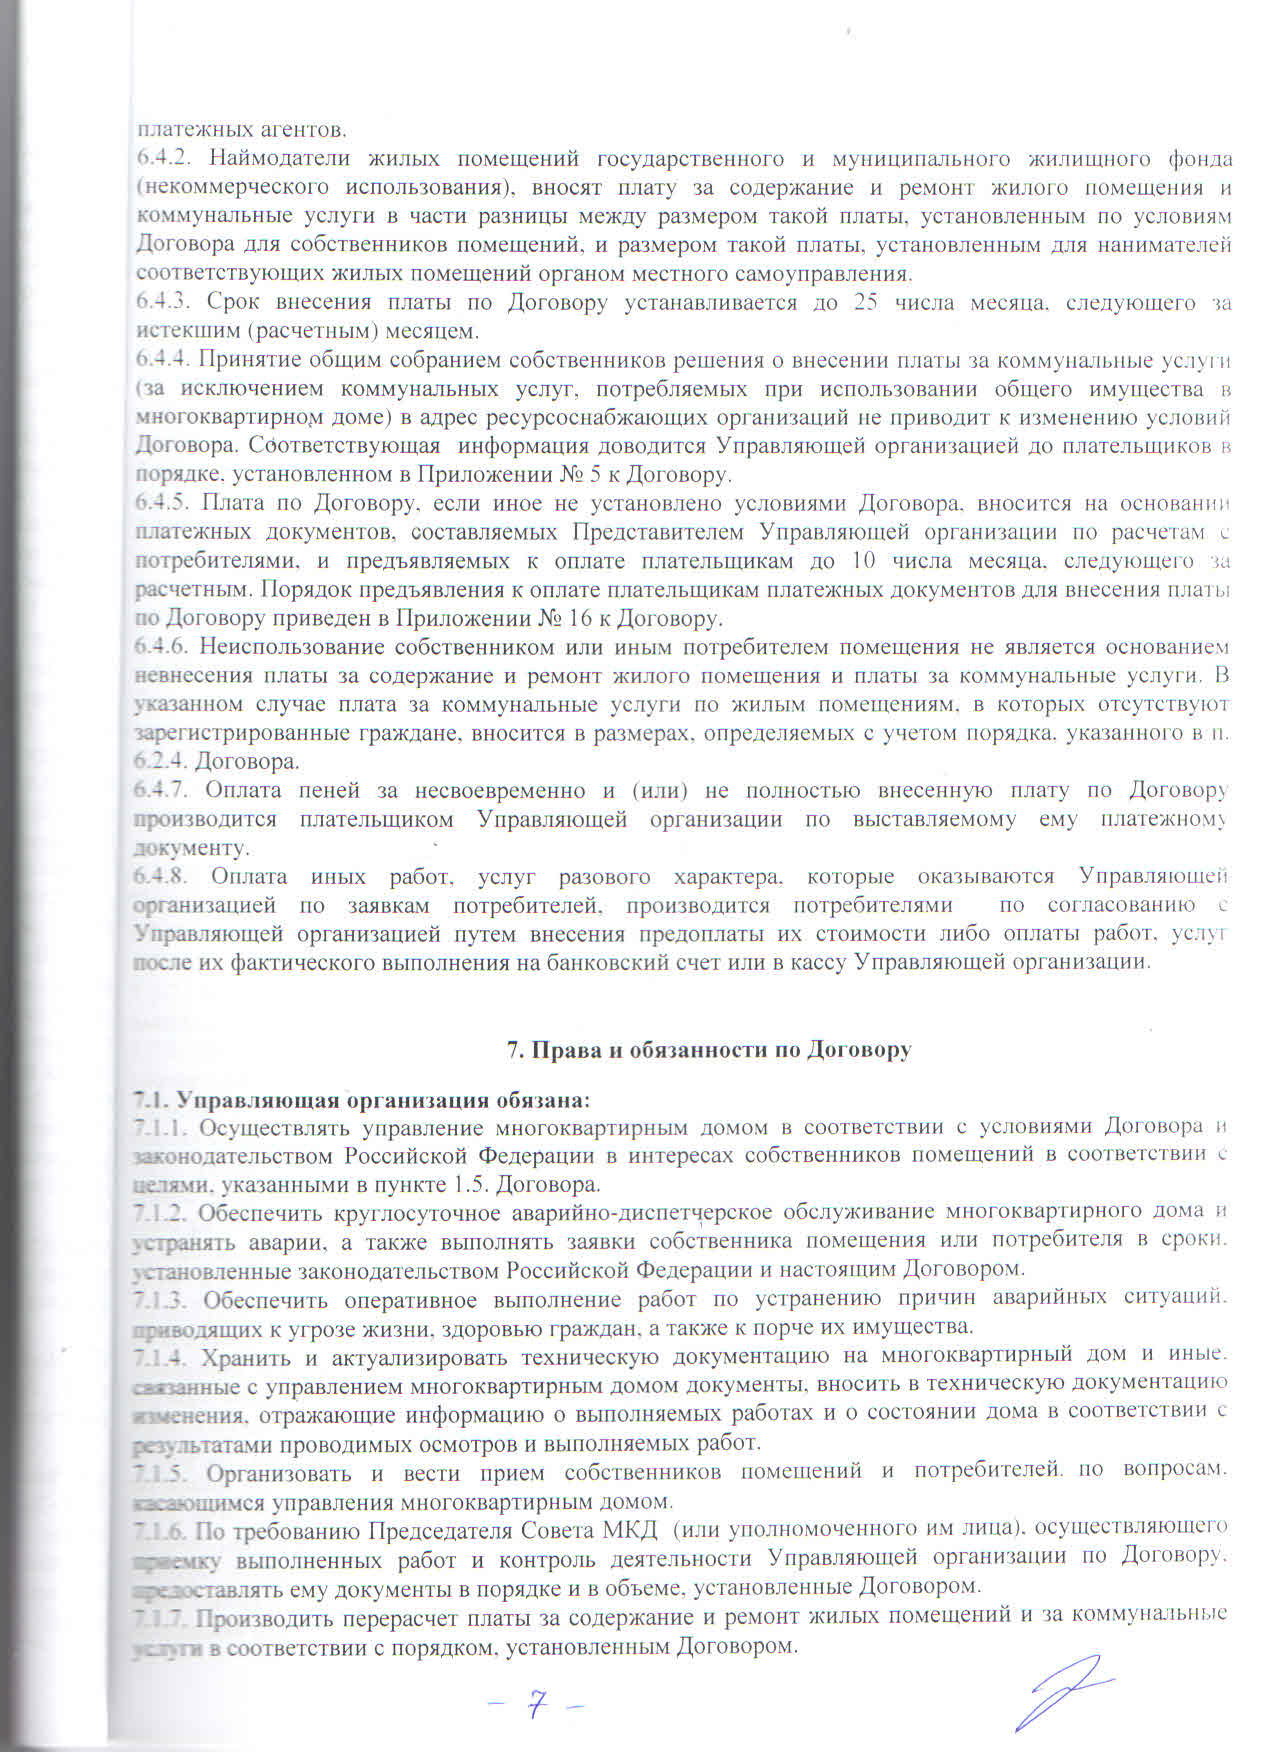 платежных агентов.
6.4.2. Наймодатели жилых помещений государственного и муниципального жилищного фонда
(некоммерческого использования), вносят плату за содержание и ремонт жилого помещения и
коммунальные услуги в части разницы между размером такой платы, установленным по условиям
Договора для собственников помещений, и размером такой платы, установленным для нанимателей
соответствующих жилых помещений органом местного самоуправления.
6.4.3. Срок внесения платы по Договору устанавливается до 25 числа месяца, следующего за
истекшим (расчетным) месяцем.
6.4.4. Принятие общим собранием собственников решения о внесении платы за коммунальные услуги
(за исключением коммунальных услуг, потребляемых при использовании общего имущества в
многоквартирном доме) в адрес ресурсоснабжающих организаций не приводит к изменению условий
Договора. Соответствующая информация доводится Управляющей организацией до плательщиков в
порядке, установленном в Приложении № 5 к Договору.
6.4.5. Плата по Договору, если иное не установлено условиями Договора, вносится на основании
платежных документов, составляемых Представителем Управляющей организации по расчетам с
потребителями, и предъявляемых к оплате плательщикам до 10 числа месяца, следующего за
расчетным. Порядок предъявления к оплате плательщикам платежных документов для внесения платы
по Договору приведен в Приложении № 16 к Договору.
6.4.6. Неиспользование собственником или иным потребителем помещения не является основанием
невнесения платы за содержание и ремонт жилого помещения и платы за коммунальные услуги. В
указанном случае плата за коммунальные услуги по жилым помещениям, в которых отсутствуют
зарегистрированные граждане, вносится в размерах, определяемых с учетом порядка, указанного в п.
6.2.4. Договора.
6.4.7. Оплата пеней за несвоевременно и (или) не полностью внесенную плату по Договору
производится плательщиком Управляющей организации по выставляемому ему платежному
документу.
6.4.8. Оплата иных работ, услуг разового характера, которые оказываются Управляющей
организацией по заявкам потребителей, производится потребителями по согласованию с
Управляющей организацией путем внесения предоплаты их стоимости либо оплаты работ, услуг
после их фактического выполнения на банковский счет или в кассу Управляющей организации.
7. Права и обязанности по Договору
7.1. Управляющая организация обязана:
7.1.1. Осуществлять управление многоквартирным домом в соответствии с условиями Договора и
законодательством Российской Федерации в интересах собственников помещений в соответствии с
целями, указанными в пункте 1.5. Договора.
7.1.2. Обеспечить круглосуточное аварийно-диспетчерское обслуживание многоквартирного дома и
устранять аварии, а также выполнять заявки собственника помещения или потребителя в сроки,
установленные законодательством Российской Федерации и настоящим Договором.
7.1.3. Обеспечить оперативное выполнение работ по устранению причин аварийных ситуаций,
приводящих к угрозе жизни, здоровью граждан, а также к порче их имущества.
7.1.4. Хранить и актуализировать техническую документацию на многоквартирный дом и иные,
связанные с управлением многоквартирным домом документы, вносить в техническую документацию
изменения, отражающие информацию о выполняемых работах и о состоянии дома в соответствии с
результатами проводимых осмотров и выполняемых работ.
7.1.5. Организовать и вести прием собственников помещений и потребителей по вопросам,
касающимся управления многоквартирным домом.
7.1.6. По требованию Председателя Совета МКД (или уполномоченного им лица), осуществляющего
приемку выполненных работ и контроль деятельности Управляющей организации по Договору,
предоставлять ему документы в порядке и в объеме, установленные Договором.
7.1.7. Производить перерасчет платы за содержание и ремонт жилых помещений и за коммунальные
услуги в соответствии с порядком, установленным Договором.
- 7 -